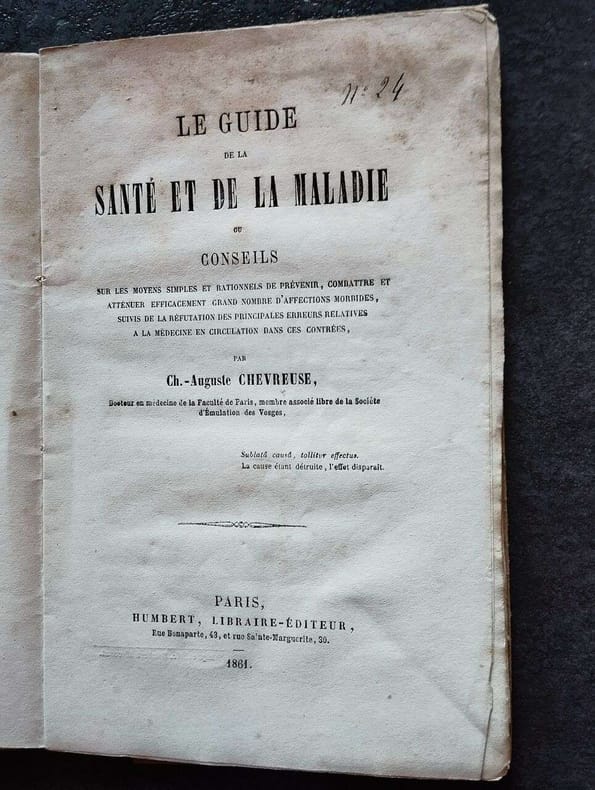 N° 24
LE GUIDE
DE LA
SANTÉ ET DE LA MALADIE
OU
CONSEILS
SUR LES MOYENS SIMPLES ET RATIONNELS DE PRÉVENIR, COMBATTRE ET
ATTÉNUER EFFICACEMENT GRAND NOMBRE D'AFFECTIONS MORBIDES,
SUIVIS DE LA RÉFUTATION DES PRINCIPALES ERREURS RELATIVES
A LA MÉDECINE EN CIRCULATION DANS CES CONTRÉES,
PAR
Ch.-Auguste CHEVREUSE,
Docteur en médecine de la Faculté de Paris, membre associé libre de la Société
d'Émulation des Vosges,
Sublatâ causâ, tollitur effectus.
La cause étant détruite, l'effet disparaît.
PARIS,
HUMBERT, LIBRAIRE-ÉDITEUR,
Rue Bonaparte, 43, et rue Sainte-Marguerite, 30.
1861.